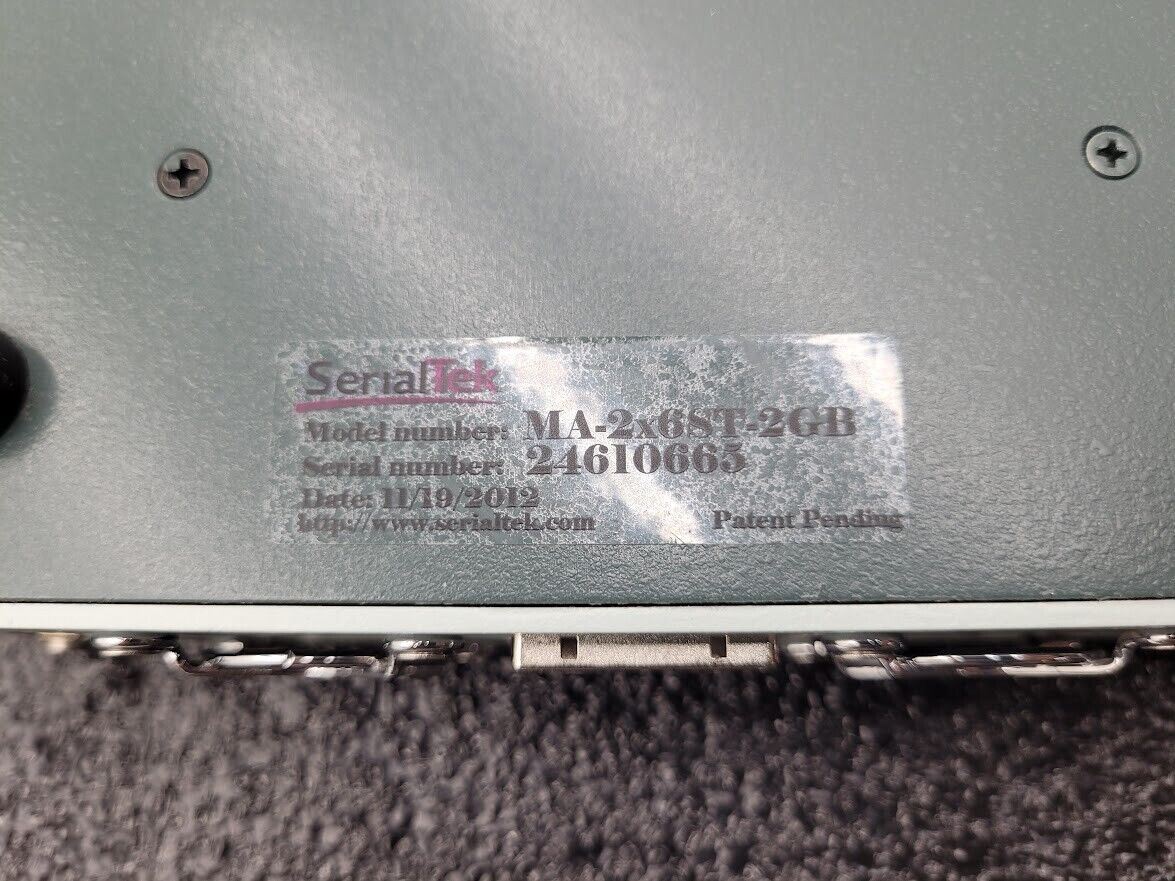 SerialTek
Model number: MA-2x6ST-2GB
Serial number: 24610665
Date: 11/19/2012
http://www.serialtek.com Patent Pending